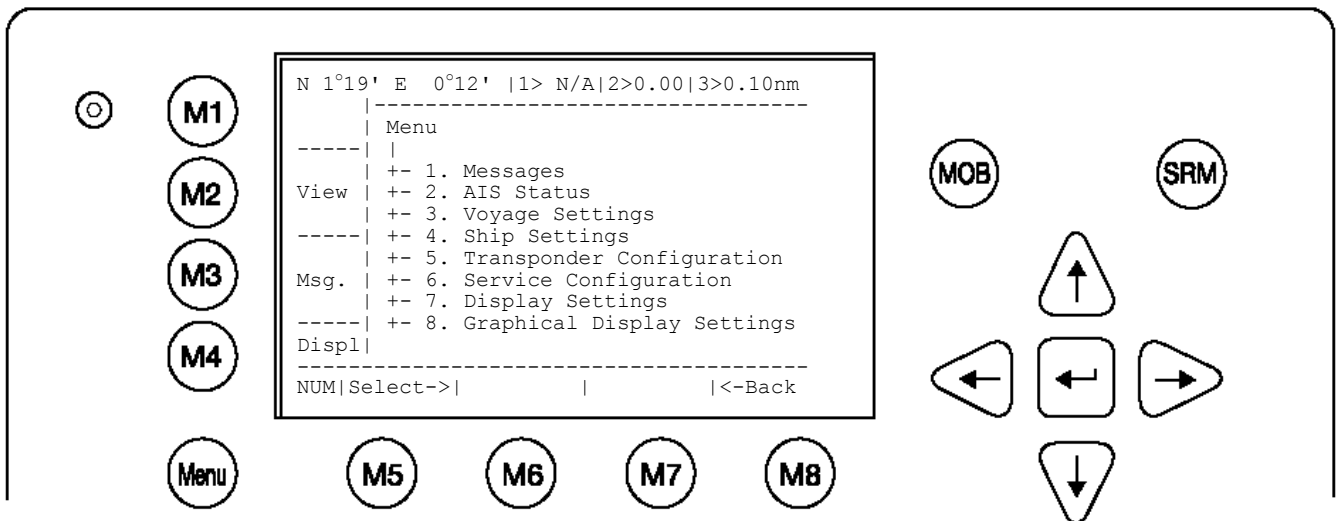 N 1°19' E  0°12' |1> N/A|2>0.00|3>0.10nm
    |------------------------------------
    | Menu
-----| |
    | +- 1. Messages
View | +- 2. AIS Status
    | +- 3. Voyage Settings
-----| +- 4. Ship Settings
    | +- 5. Transponder Configuration
Msg. | +- 6. Service Configuration
    | +- 7. Display Settings
-----| +- 8. Graphical Display Settings
Displ|
-----------------------------------------
NUM|Select->|          |          |<-Back
M1
M2
M3
M4
MOB
SRM
Menu
M5
M6
M7
M8